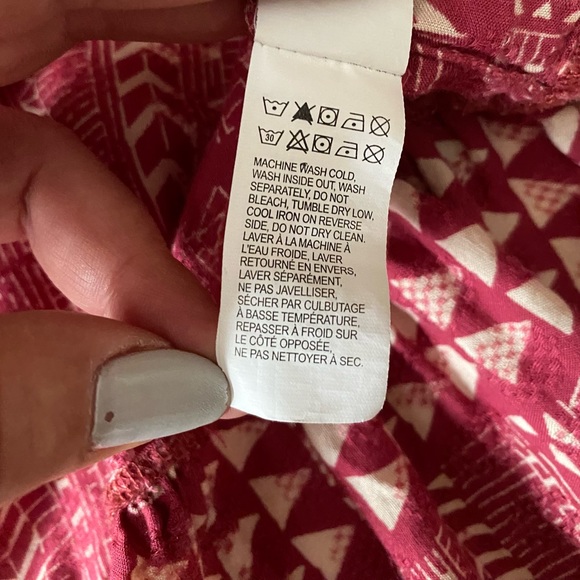 30
MACHINE WASH COLD,
WASH INSIDE OUT, WASH
SEPARATELY, DO NOT
BLEACH, TUMBLE DRY LOW,
COOL IRON ON REVERSE
SIDE, DO NOT DRY CLEAN.
LAVER À LA MACHINE À
L'EAU FROIDE, LAVER
RETOURNÉ EN ENVERS,
LAVER SÉPARÉMENT,
NE PAS JAVELLISER,
SÉCHER PAR CULBUTAGE
À BASSE TEMPÉRATURE,
REPASSER À FROID SUR
LE CÔTÉ OPPOSÉE,
NE PAS NETTOYER À SEC.